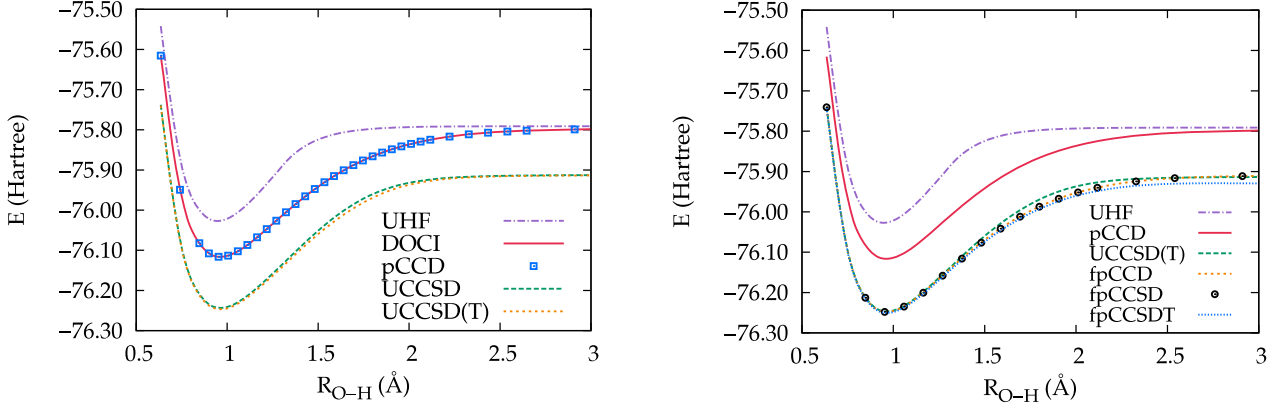 −75.50
−75.60
−75.70
−75.80
−75.90
−76.00
−76.10
−76.20
−76.30
E (Hartree)
UHF
DOCI
pCCD
UCCSD
UCCSD(T)
0.5 1 1.5 2 2.5 3
R_O–H (Å)
−75.50
−75.60
−75.70
−75.80
−75.90
−76.00
−76.10
−76.20
−76.30
E (Hartree)
UHF
pCCD
UCCSD(T)
fpCCD
fpCCSD
fpCCSDT
0.5 1 1.5 2 2.5 3
R_O–H (Å)